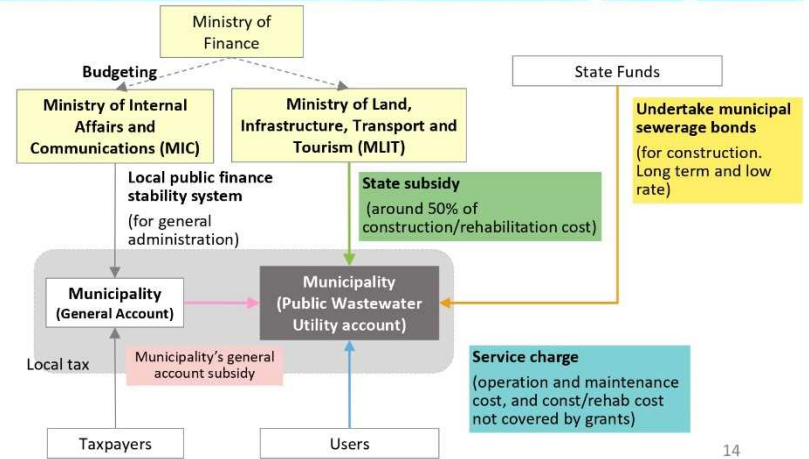 Ministry of
Finance
Budgeting
State Funds
Ministry of Internal
Affairs and
Communications (MIC)
Ministry of Land,
Infrastructure, Transport and
Tourism (MLIT)
Undertake municipal
sewerage bonds
(for construction.
Long term and low
rate)
Local public finance
stability system
(for general
administration)
State subsidy
(around 50% of
construction/rehabilitation cost)
Municipality
(General Account)
Municipality
(Public Wastewater
Utility account)
Local tax
Municipality's general
account subsidy
Service charge
(operation and maintenance
cost, and const/rehab cost
not covered by grants)
Taxpayers
Users
14